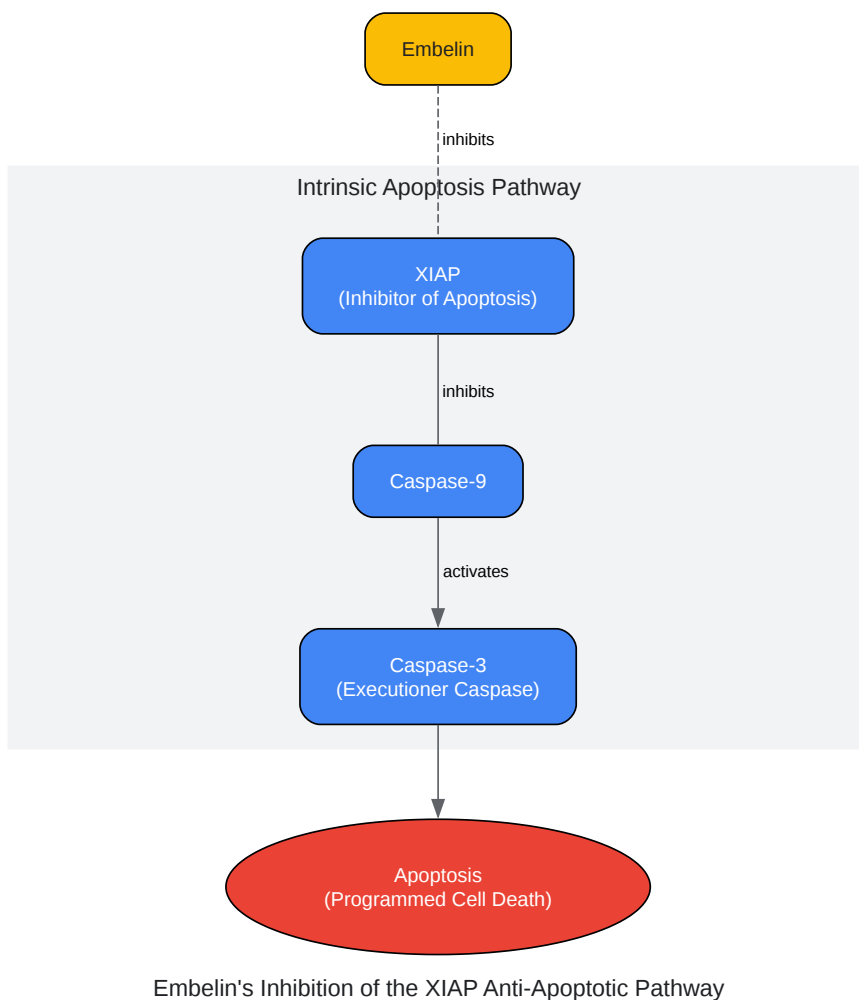 Embelin
inhibits
Intrinsic Apoptosis Pathway
XIAP
(Inhibitor of Apoptosis)
inhibits
Caspase-9
activates
Caspase-3
(Executioner Caspase)
Apoptosis
(Programmed Cell Death)
Embelin's Inhibition of the XIAP Anti-Apoptotic Pathway